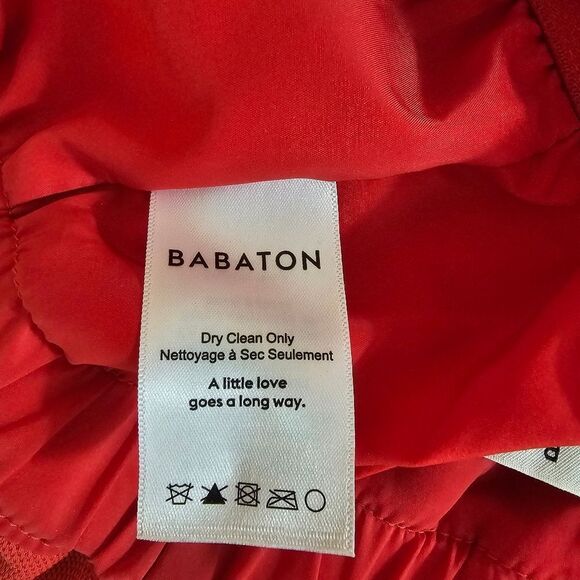 BABATON
Dry Clean Only
Nettoyage à Sec Seulement
A little love
goes a long way.